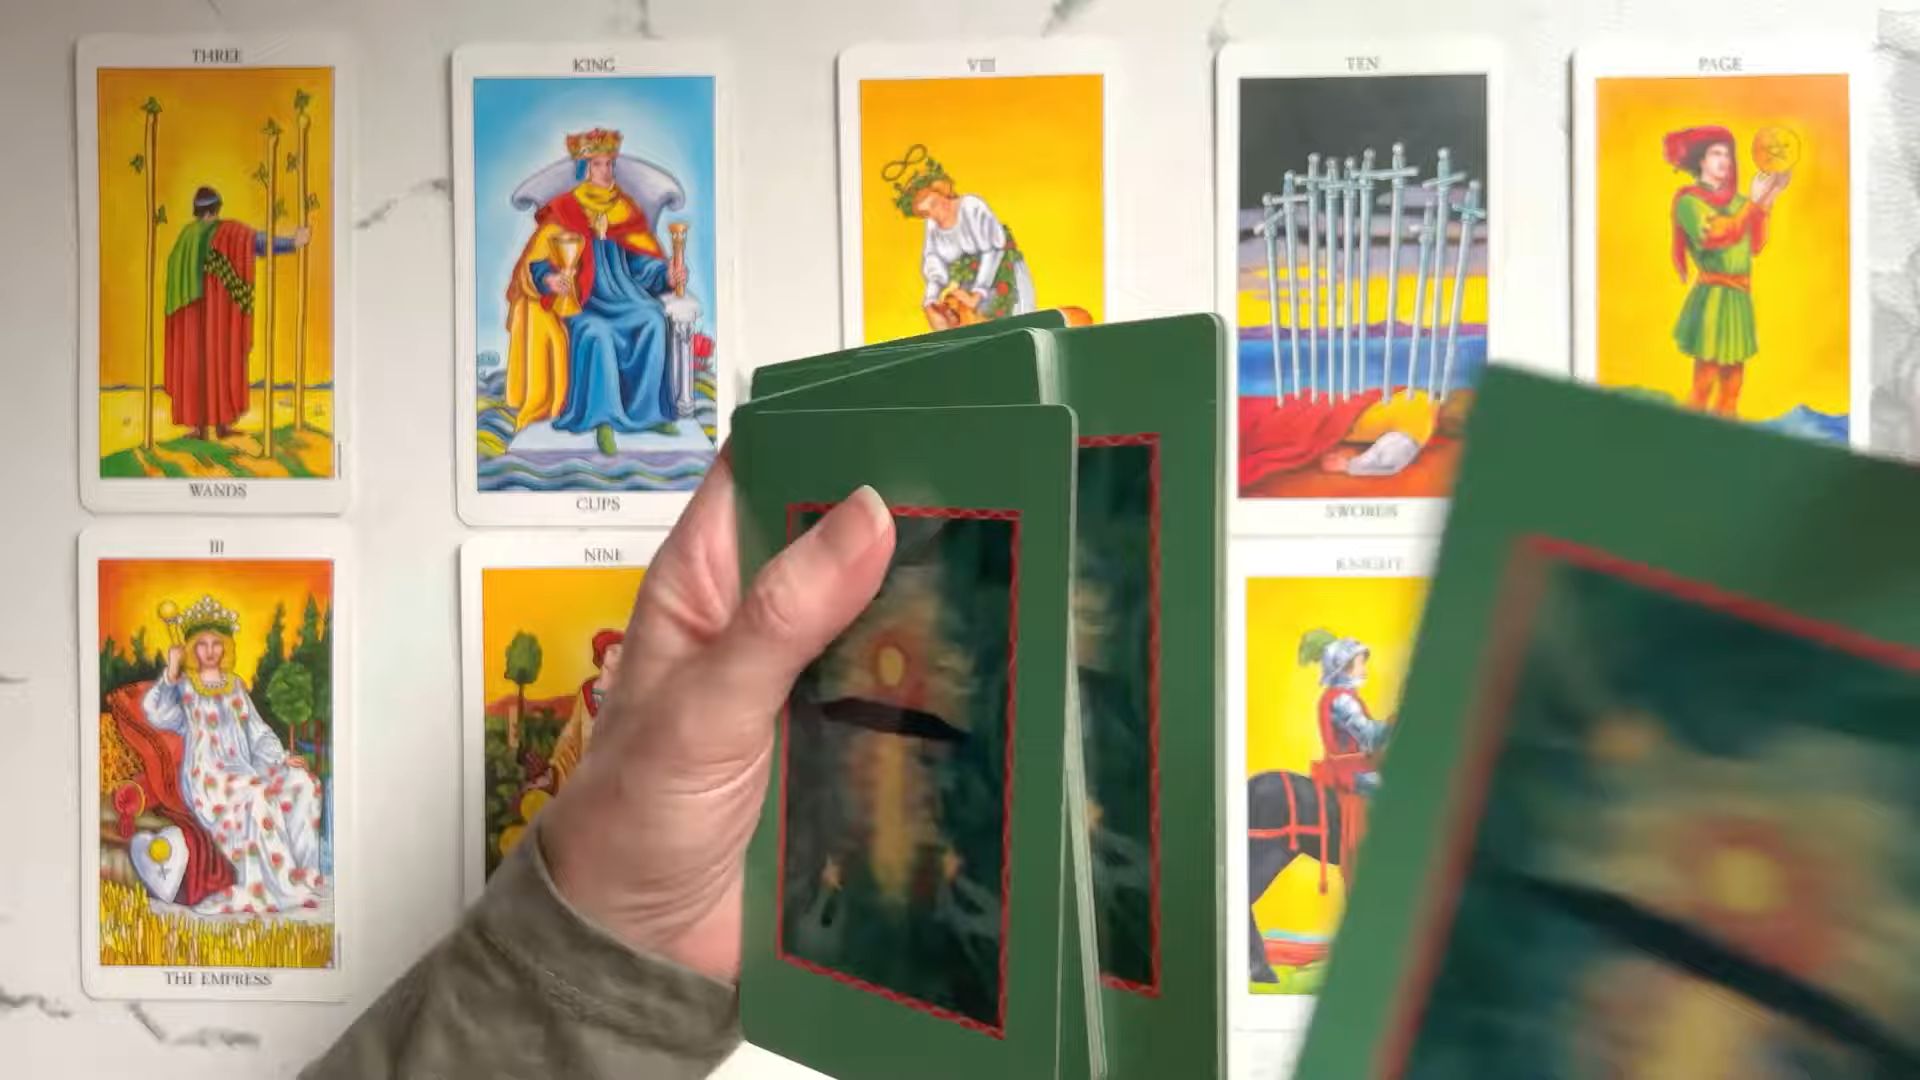 THREE
KING
VIII
TEN
PAGE
WANDS
CUPS
SWORDS
III
NINE
KNIGHT
THE EMPRESS